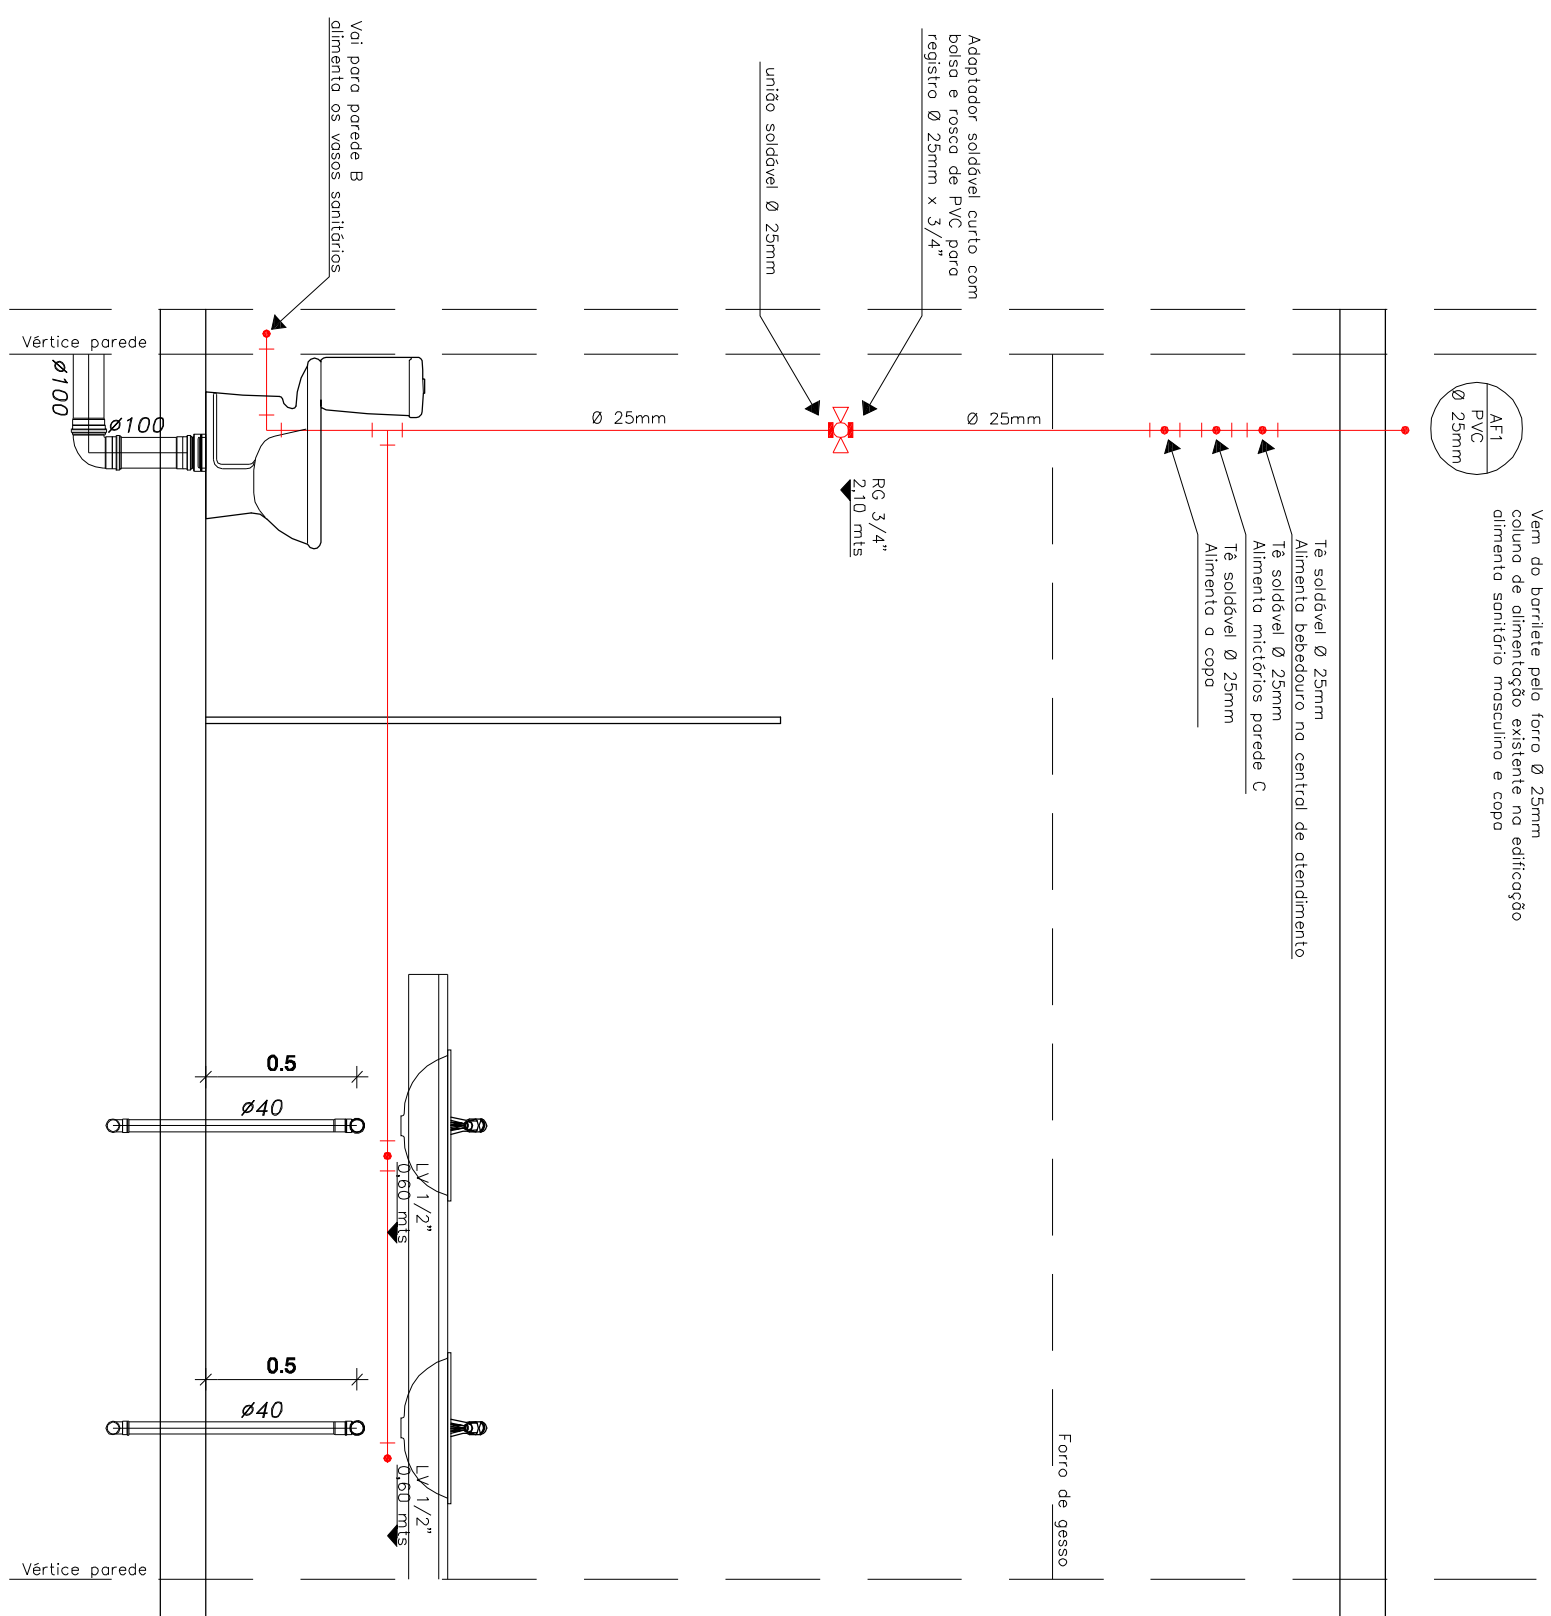 Vem do barrilete pelo forro Ø 25mm
coluna de alimentação existente na edificação
alimenta sanitário masculino e copa
AF1
PVC
Ø 25mm
Tê soldável Ø 25mm
Alimenta bebedouro na central de atendimento
Tê soldável Ø 25mm
Alimenta mictórios parede C
Tê soldável Ø 25mm
Alimenta a copa
Adaptador soldável curto com
bolsa e rosca de PVC para
registro Ø 25mm x 3/4"
união soldável Ø 25mm
Ø 25mm
Ø 25mm
RG 3/4"
2,10 mts
Forro de gesso
Vai para parede B
alimenta os vasos sanitários
Vértice parede
ø100
ø100
0.5
ø40
LV 1/2"
0,60 mts
0.5
ø40
LV 1/2"
0,60 mts
Vértice parede